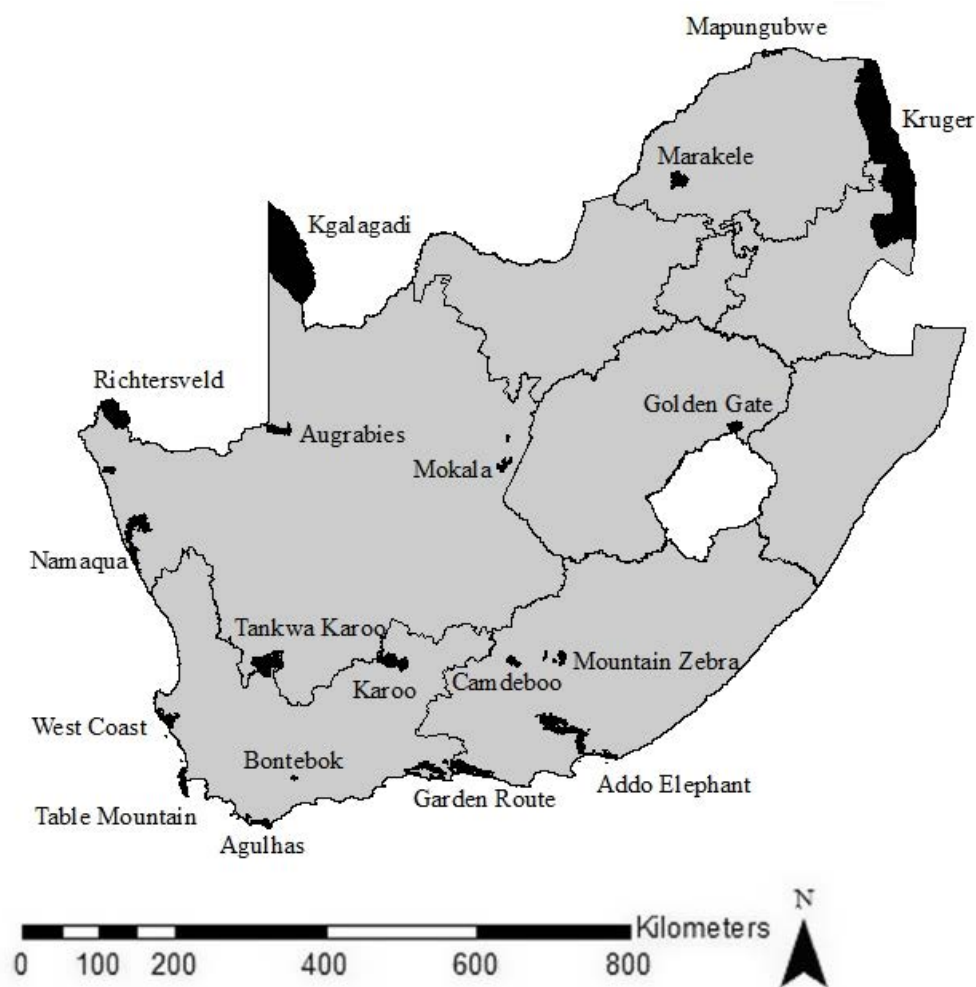 Mapungubwe
Kruger
Marakele
Kgalagadi
Richtersveld
Golden Gate
Augrabies
Mokala
Namaqua
Tankwa Karoo
Mountain Zebra
Karoo
Camdeboo
West Coast
Bontebok
Addo Elephant
Garden Route
Table Mountain
Agulhas
N
Kilometers
0 100 200 400 600 800